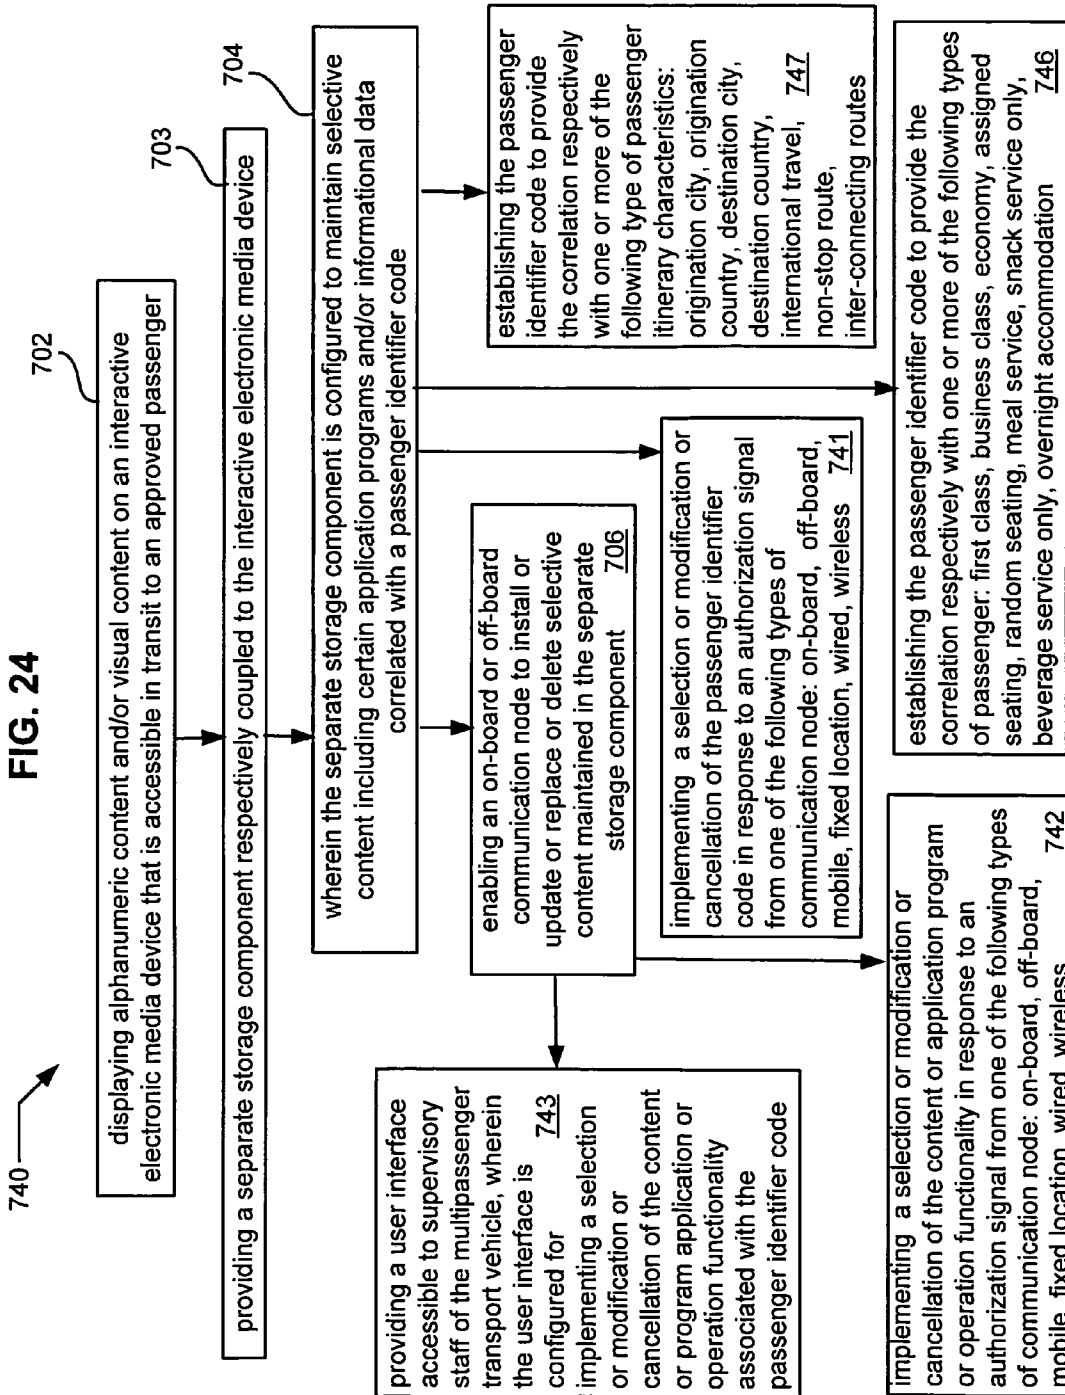 FIG. 24
740
702
displaying alphanumeric content and/or visual content on an interactive
electronic media device that is accessible in transit to an approved passenger
703
providing a separate storage component respectively coupled to the interactive electronic media device
704
wherein the separate storage component is configured to maintain selective
content including certain application programs and/or informational data
correlated with a passenger identifier code
enabling an on-board or off-board
communication node to install or
update or replace or delete selective
content maintained in the separate
storage component 706
establishing the passenger
identifier code to provide
the correlation respectively
with one or more of the
following type of passenger
itinerary characteristics:
origination city, origination
country, destination city,
destination country,
international travel, 747
non-stop route,
inter-connecting routes
providing a user interface
accessible to supervisory
staff of the multipassenger
transport vehicle, wherein
the user interface is
configured for 743
implementing a selection
or modification or
cancellation of the content
or program application or
operation functionality
associated with the
passenger identifier code
implementing a selection or modification or
cancellation of the passenger identifier
code in response to an authorization signal
from one of the following types of
communication node: on-board, off-board,
mobile, fixed location, wired, wireless 741
implementing a selection or modification or
cancellation of the content or application program
or operation functionality in response to an
authorization signal from one of the following types
of communication node: on-board, off-board,
mobile, fixed location, wired, wireless 742
establishing the passenger identifier code to provide the
correlation respectively with one or more of the following types
of passenger: first class, business class, economy, assigned
seating, random seating, meal service, snack service only,
beverage service only, overnight accommodation 746